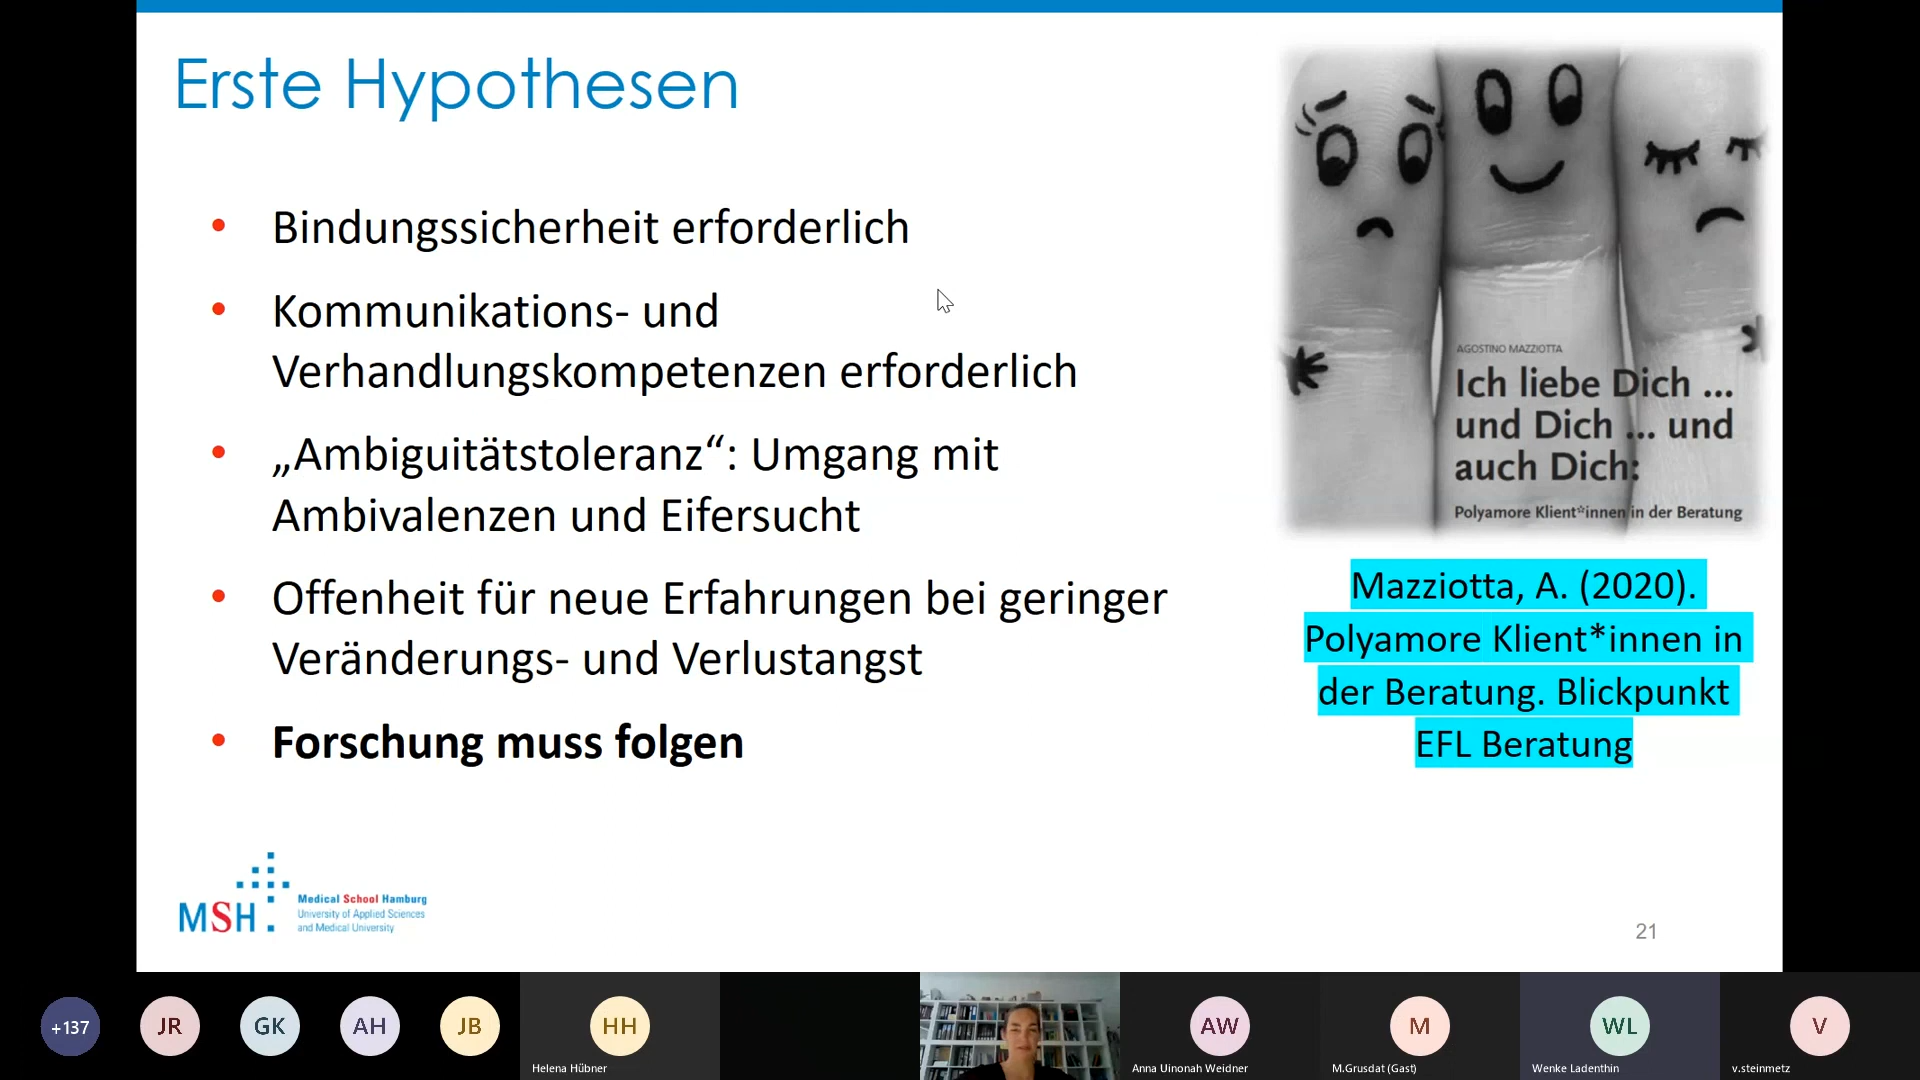 Erste Hypothesen
• Bindungssicherheit erforderlich
• Kommunikations- und
Verhandlungskompetenzen erforderlich
• „Ambiguitätstoleranz“: Umgang mit
Ambivalenzen und Eifersucht
• Offenheit für neue Erfahrungen bei geringer
Veränderungs- und Verlustangst
• Forschung muss folgen
AGOSTINO MAZZIOTTA
Ich liebe Dich ...
und Dich ... und
auch Dich:
Polyamore Klient*innen in der Beratung
Mazziotta, A. (2020).
Polyamore Klient*innen in
der Beratung. Blickpunkt
EFL Beratung
MSH
Medical School Hamburg
University of Applied Sciences
and Medical University
21
+137
JR
GK
AH
JB
HH
Helena Hübner
AW
Anna Uinonah Weidner
M
M.Grusdat (Gast)
WL
Wenke Ladenthin
V
v.steinmetz